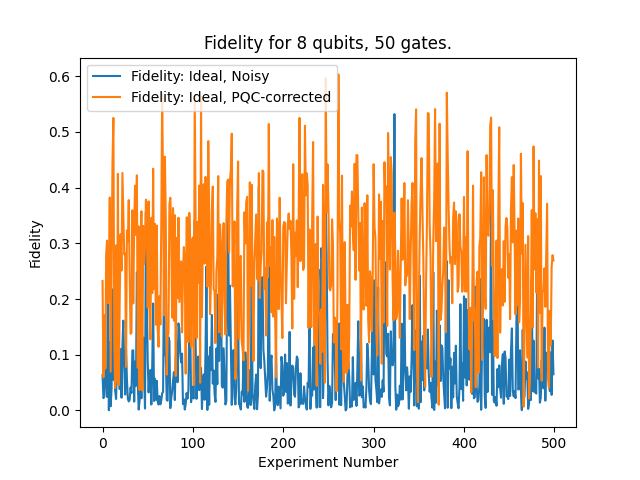 Fidelity for 8 qubits, 50 gates.
Fidelity: Ideal, Noisy
Fidelity: Ideal, PQC-corrected
0.6
0.5
0.4
0.3
0.2
0.1
0.0
Fidelity
0 100 200 300 400 500
Experiment Number